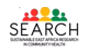 SEARCH
SUSTAINABLE EAST AFRICA RESEARCH
IN COMMUNITY HEALTH